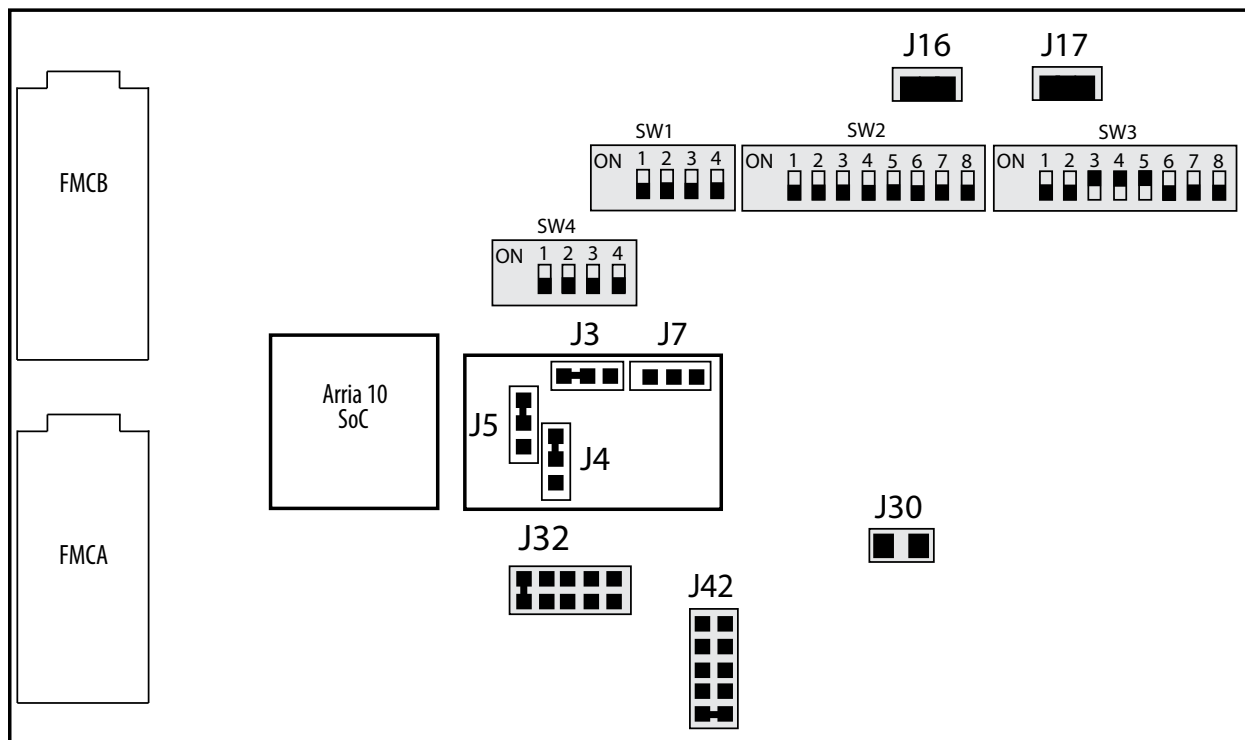 J16 J17
SW1 SW2 SW3
ON 1 2 3 4 ON 1 2 3 4 5 6 7 8 ON 1 2 3 4 5 6 7 8
FMCB
SW4
ON 1 2 3 4
J3 J7
Arria 10
SoC
J5
J4
J30
J32
FMCA
J42